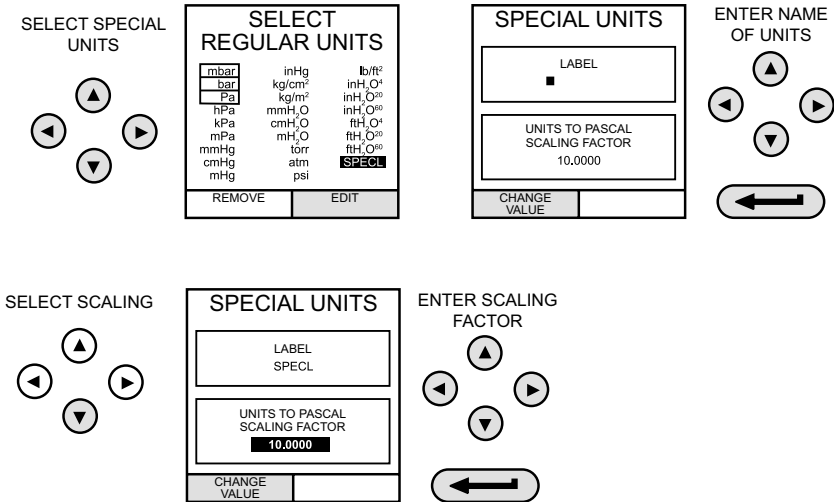 SELECT SPECIAL
UNITS
SELECT
REGULAR UNITS
mbar inHg lb/ft²
bar kg/cm² inH₂O⁴
Pa kg/m² inH₂O²⁰
hPa mmH₂O inH₂O⁶⁰
kPa cmH₂O ftH₂O⁴
mPa mH₂O ftH₂O²⁰
mmHg torr ftH₂O⁶⁰
cmHg atm SPECL
mHg psi
REMOVE EDIT
SPECIAL UNITS
LABEL
UNITS TO PASCAL
SCALING FACTOR
10.0000
CHANGE
VALUE
ENTER NAME
OF UNITS
SELECT SCALING
SPECIAL UNITS
LABEL
SPECL
UNITS TO PASCAL
SCALING FACTOR
10.0000
CHANGE
VALUE
ENTER SCALING
FACTOR